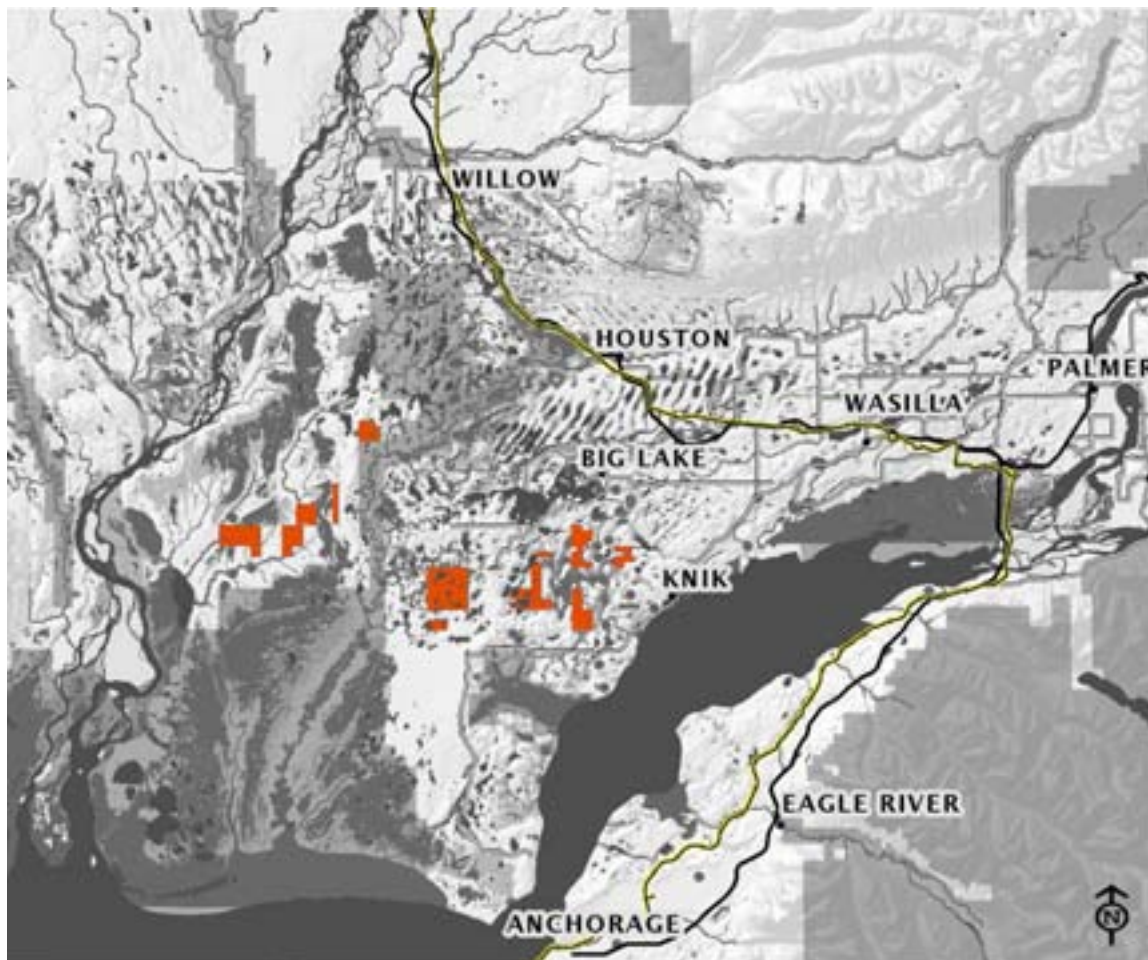 WILLOW
HOUSTON
PALMER
WASILLA
BIG LAKE
KNIK
EAGLE RIVER
ANCHORAGE
N